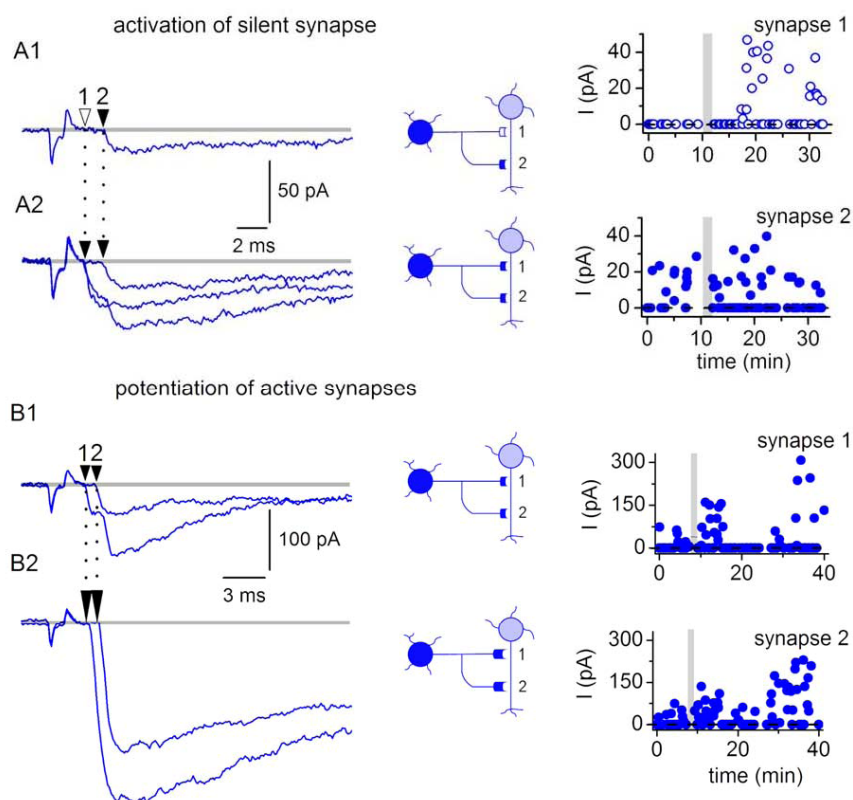 activation of silent synapse
A1
1 2
50 pA
2 ms
A2
1
2
1
2
synapse 1
I (pA)
40
20
0
0 10 20 30
synapse 2
I (pA)
40
20
0
0 10 20 30
time (min)
potentiation of active synapses
B1
12
100 pA
3 ms
B2
1
2
1
2
synapse 1
I (pA)
300
150
0
0 20 40
synapse 2
I (pA)
300
150
0
0 20 40
time (min)